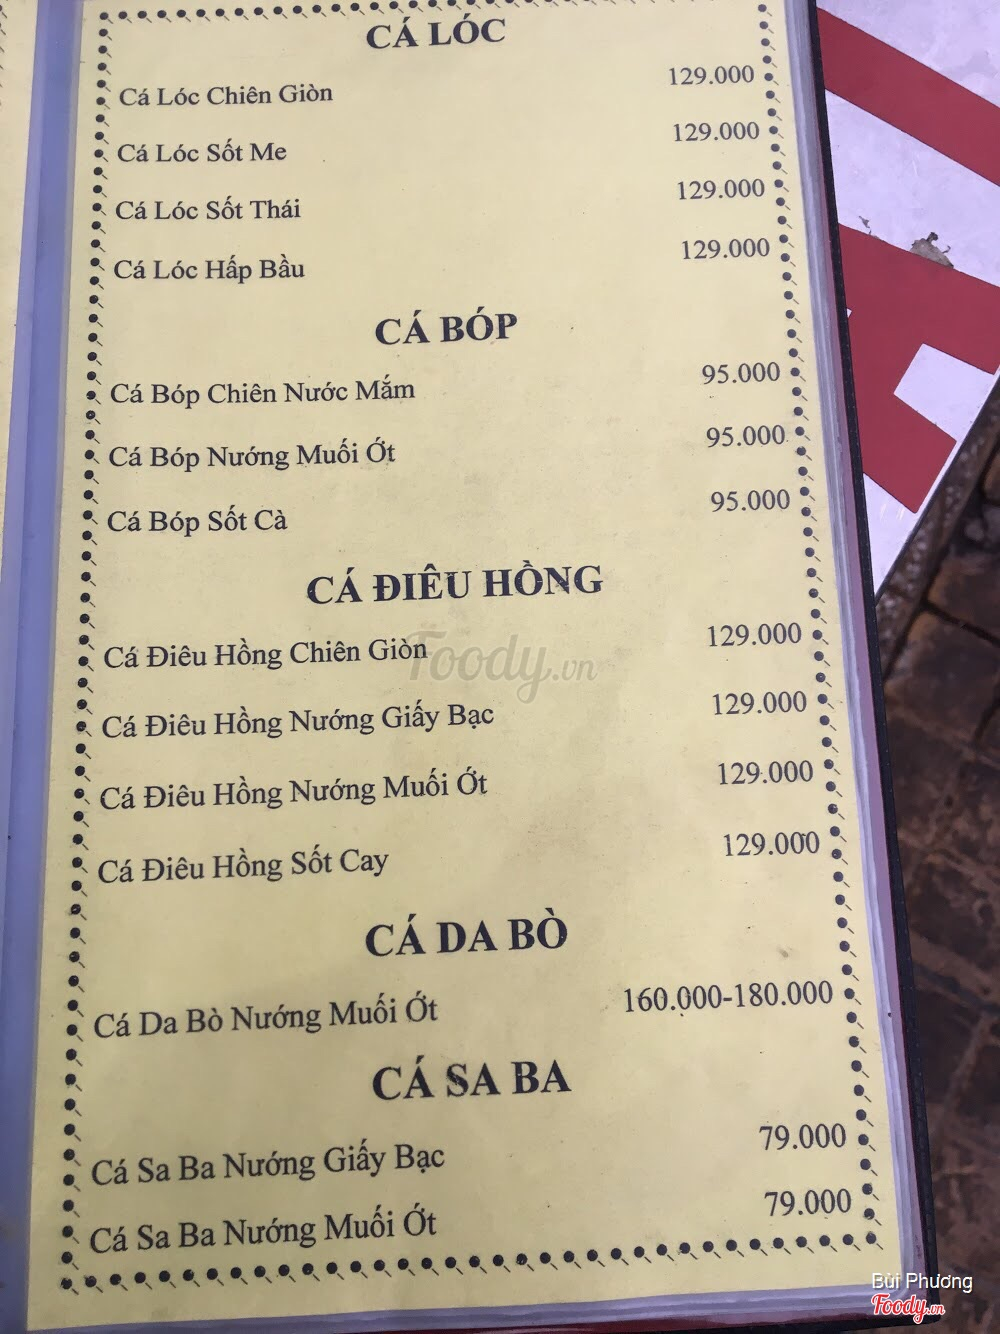 CÁ LÓC
Cá Lóc Chiên Giòn 129.000
Cá Lóc Sốt Me 129.000
Cá Lóc Sốt Thái 129.000
Cá Lóc Hấp Bầu 129.000
CÁ BÓP
Cá Bóp Chiên Nước Mắm 95.000
Cá Bóp Nướng Muối Ớt 95.000
Cá Bóp Sốt Cà 95.000
CÁ ĐIÊU HỒNG
Cá Điêu Hồng Chiên Giòn 129.000
Foody.vn
Cá Điêu Hồng Nướng Giấy Bạc 129.000
Cá Điêu Hồng Nướng Muối Ớt 129.000
Cá Điêu Hồng Sốt Cay 129.000
CÁ DA BÒ
Cá Da Bò Nướng Muối Ớt 160.000-180.000
CÁ SA BA
Cá Sa Ba Nướng Giấy Bạc 79.000
Cá Sa Ba Nướng Muối Ớt 79.000
Bùi Phương
Foody.vn